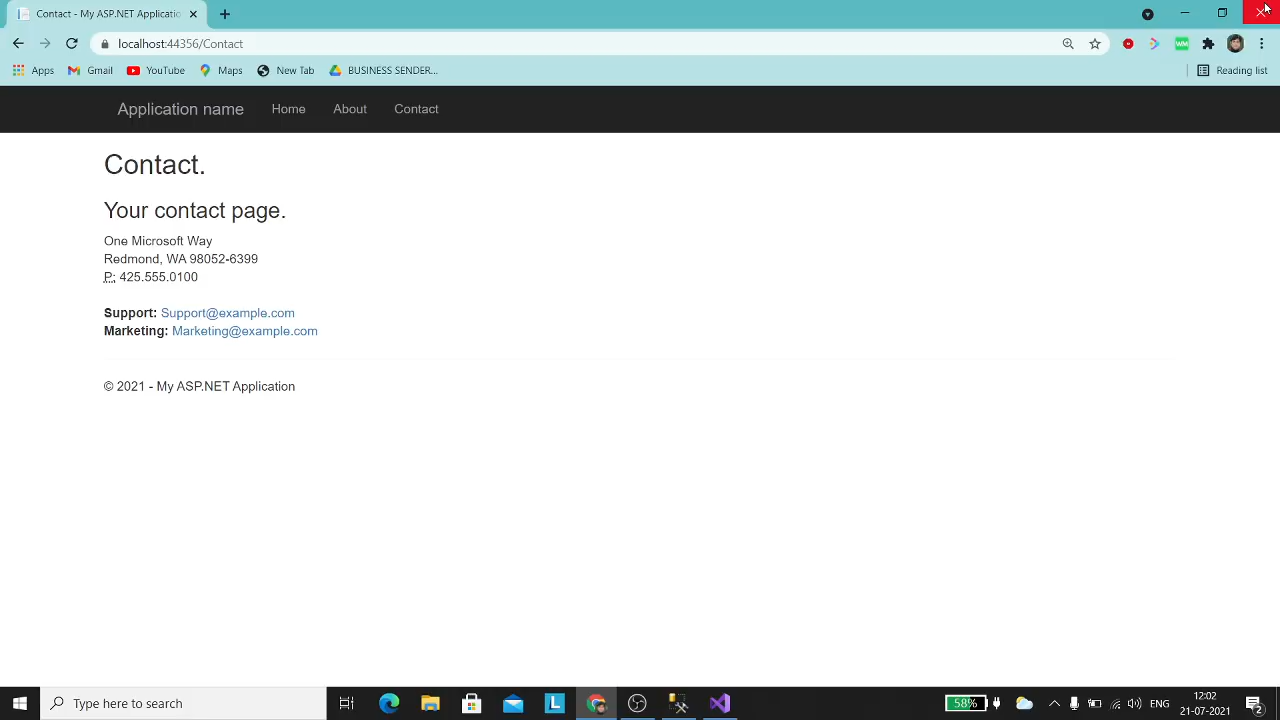 Contact - My ASP.NET Applicatio
localhost:44356/Contact
Apps Gmail YouTube Maps New Tab BUSINESS SENDER... Reading list
Application name Home About Contact
Contact.
Your contact page.
One Microsoft Way
Redmond, WA 98052-6399
P: 425.555.0100
Support: Support@example.com
Marketing: Marketing@example.com
© 2021 - My ASP.NET Application
Type here to search
58%
ENG
12:02
21-07-2021
2